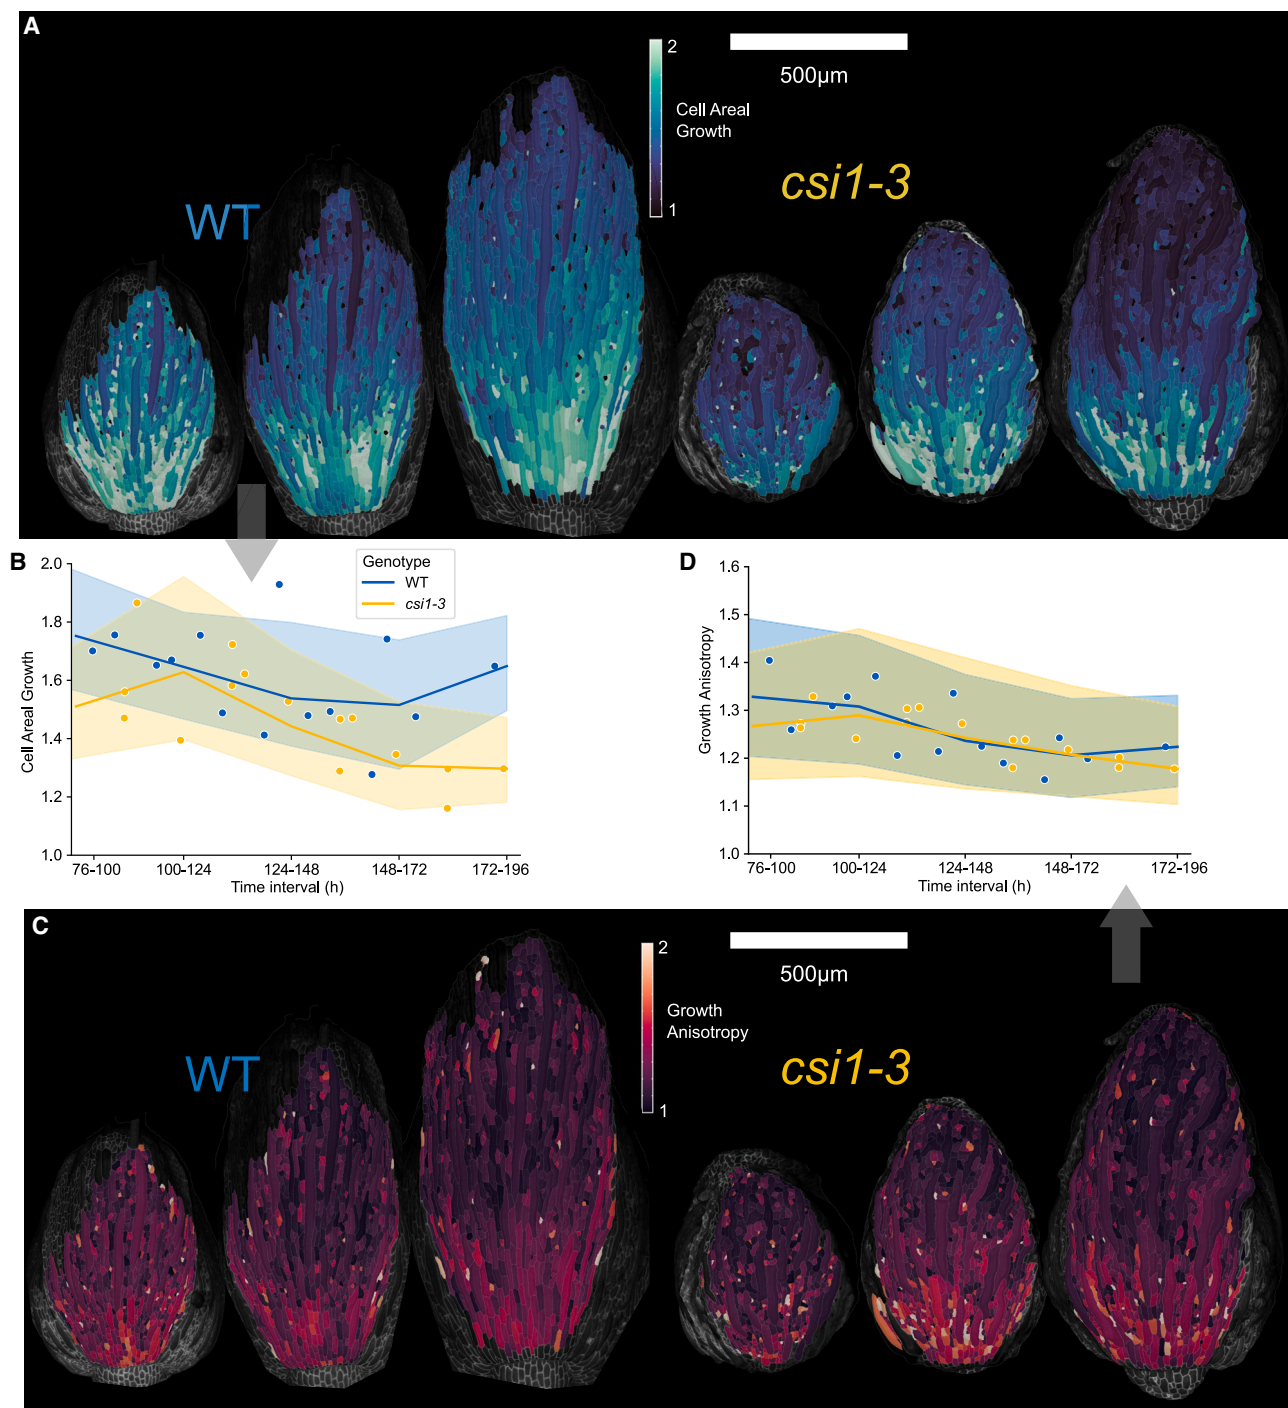 A
2
Cell Areal
Growth
1
500µm
WT
csi1-3
B
2.0
1.8
1.6
1.4
1.2
1.0
Cell Areal Growth
Genotype
WT
csi1-3
76-100
100-124
124-148
148-172
172-196
Time interval (h)
D
1.6
1.5
1.4
1.3
1.2
1.1
1.0
Growth Anisotropy
76-100
100-124
124-148
148-172
172-196
Time interval (h)
C
2
Growth
Anisotropy
1
500µm
WT
csi1-3